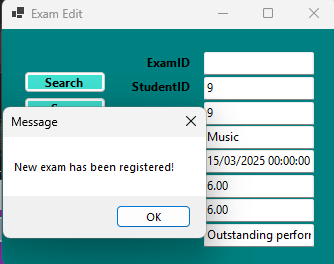 Exam Edit
ExamID
Search
StudentID
9
9
Message
Music
New exam has been registered!
15/03/2025 00:00:00
6.00
OK
6.00
Outstanding perforn